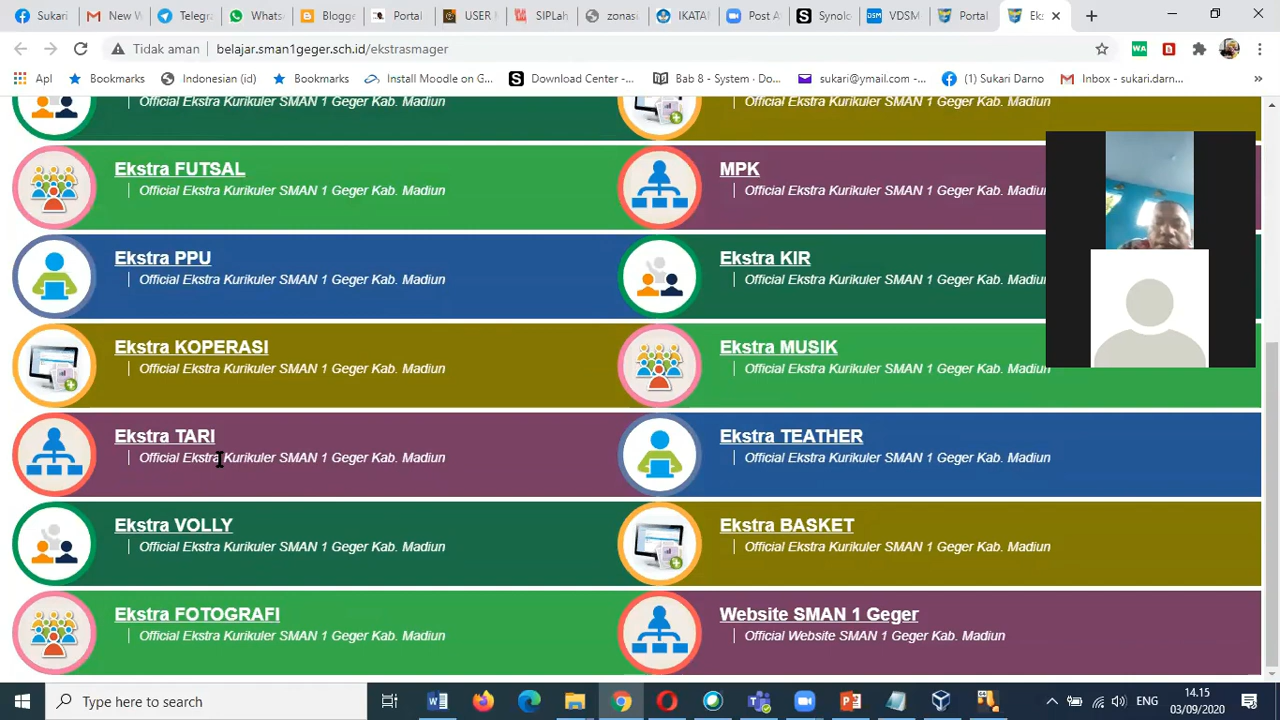 Sukari
New W
Telegra
Whats
Blogge
Portal
USER M
SIPLah
zonas
IKATA
Post A
Synolo
VDSM
Portal
Eks
Tidak aman
belajar.sman1geger.sch.id/ekstrasmager
Apl
Bookmarks
Indonesian (id)
Bookmarks
Install Moodle on G...
Download Center -...
Bab 8 - System · Do...
sukari@ymail.com -...
(1) Sukari Darno
Inbox - sukari.darn...
Official Ekstra Kurikuler SMAN 1 Geger Kab. Madiun
Official Ekstra Kurikuler SMAN 1 Geger Kab. Madiun
Ekstra FUTSAL
Official Ekstra Kurikuler SMAN 1 Geger Kab. Madiun
MPK
Official Ekstra Kurikuler SMAN 1 Geger Kab. Madiun
Ekstra PPU
Official Ekstra Kurikuler SMAN 1 Geger Kab. Madiun
Ekstra KIR
Official Ekstra Kurikuler SMAN 1 Geger Kab. Madiun
Ekstra KOPERASI
Official Ekstra Kurikuler SMAN 1 Geger Kab. Madiun
Ekstra MUSIK
Official Ekstra Kurikuler SMAN 1 Geger Kab. Madiun
Ekstra TARI
Official Ekstra Kurikuler SMAN 1 Geger Kab. Madiun
Ekstra TEATHER
Official Ekstra Kurikuler SMAN 1 Geger Kab. Madiun
Ekstra VOLLY
Official Ekstra Kurikuler SMAN 1 Geger Kab. Madiun
Ekstra BASKET
Official Ekstra Kurikuler SMAN 1 Geger Kab. Madiun
Ekstra FOTOGRAFI
Official Ekstra Kurikuler SMAN 1 Geger Kab. Madiun
Website SMAN 1 Geger
Official Website SMAN 1 Geger Kab. Madiun
Type here to search
ENG
14.15
03/09/2020